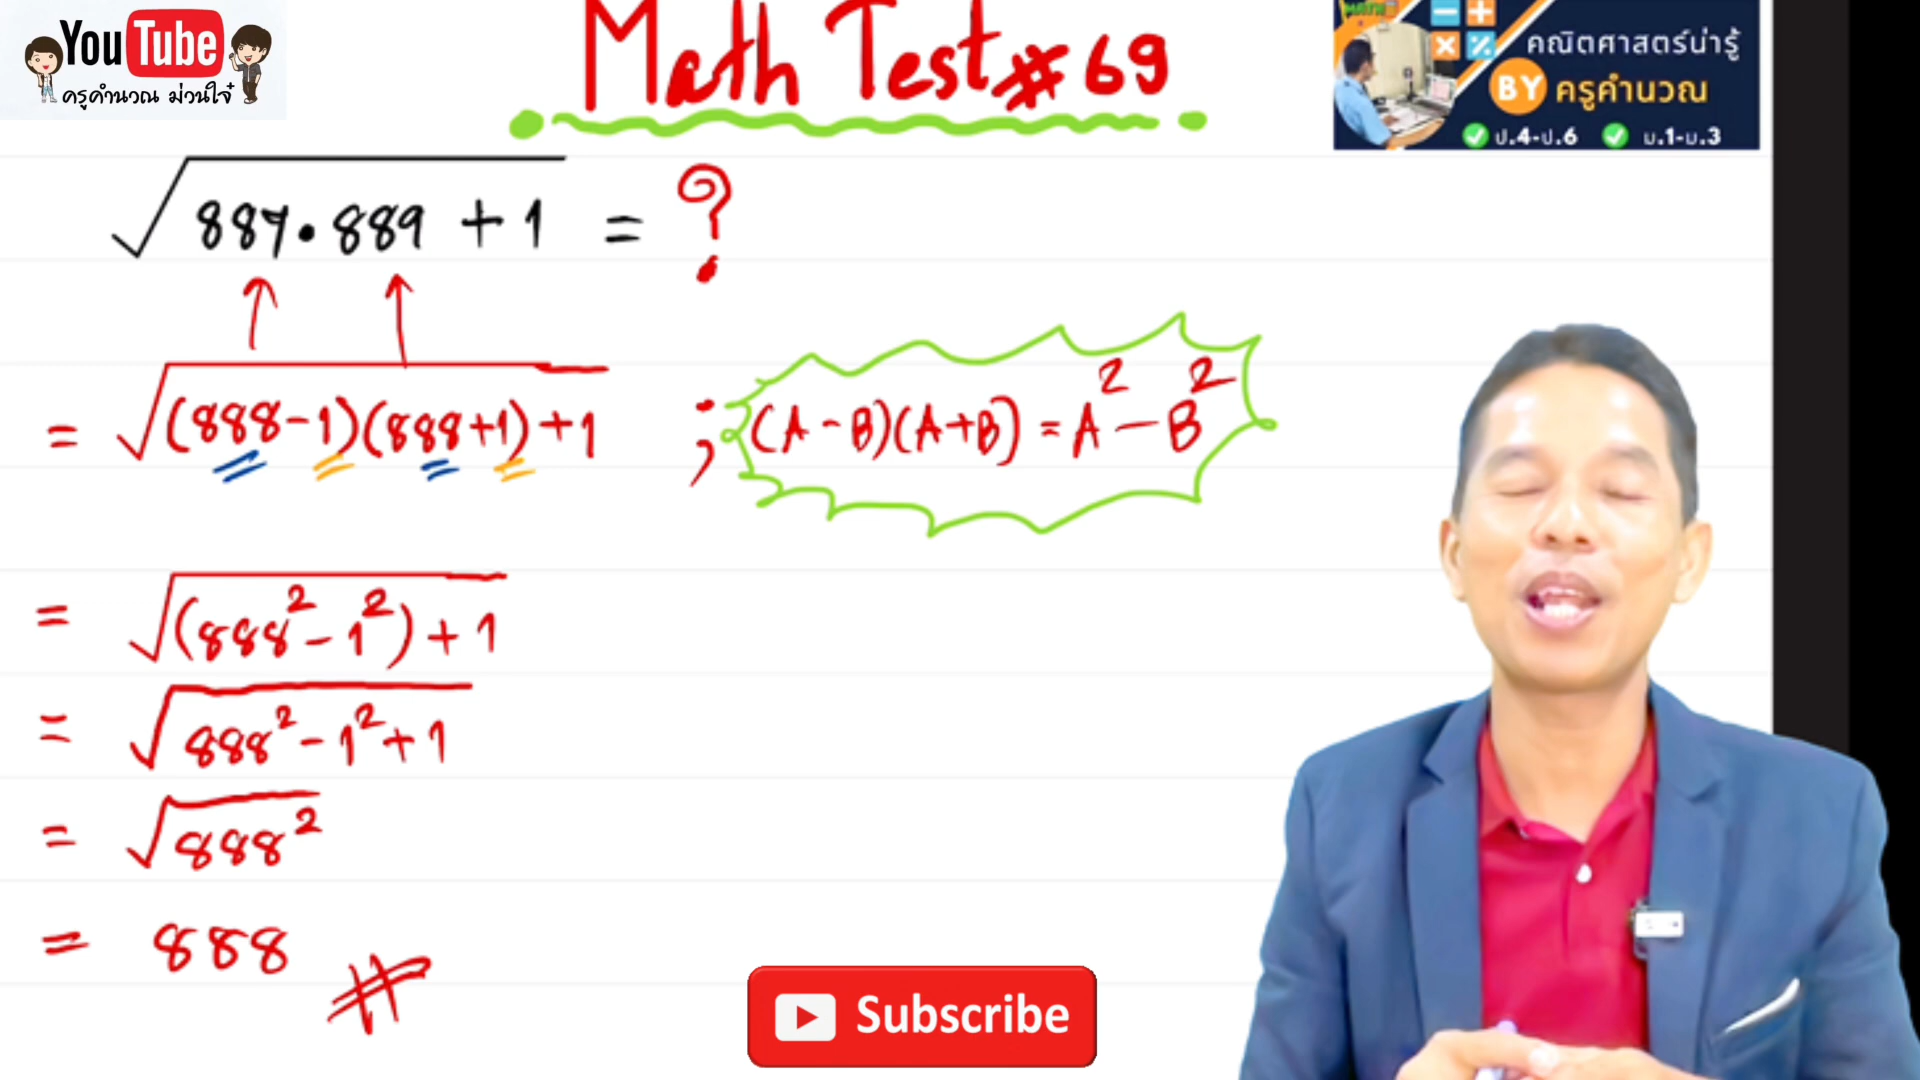 YouTube
ครูคำนวณ ม่วนใจ๋
Math Test #69
MATH
คณิตศาสตร์น่ารู้
BY ครูคำนวณ
ป.4-ป.6 ม.1-ม.3
√(887•889 + 1) = ?
= √((888-1)(888+1)+1) ; (A-B)(A+B) = A²-B²
= √((888²-1²)+1)
= √(888²-1²+1)
= √(888²)
= 888 #
Subscribe